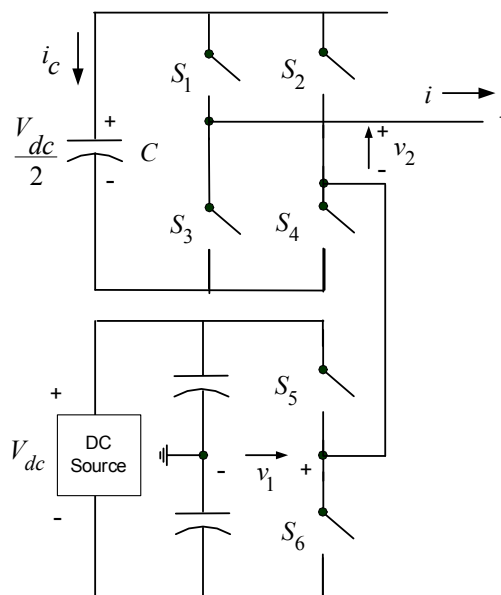 i_c
S_1
S_2
i
+
+
V_dc/2
C
v_2
-
-
S_3
S_4
+
S_5
V_dc
DC
Source
-
v_1
+
-
S_6